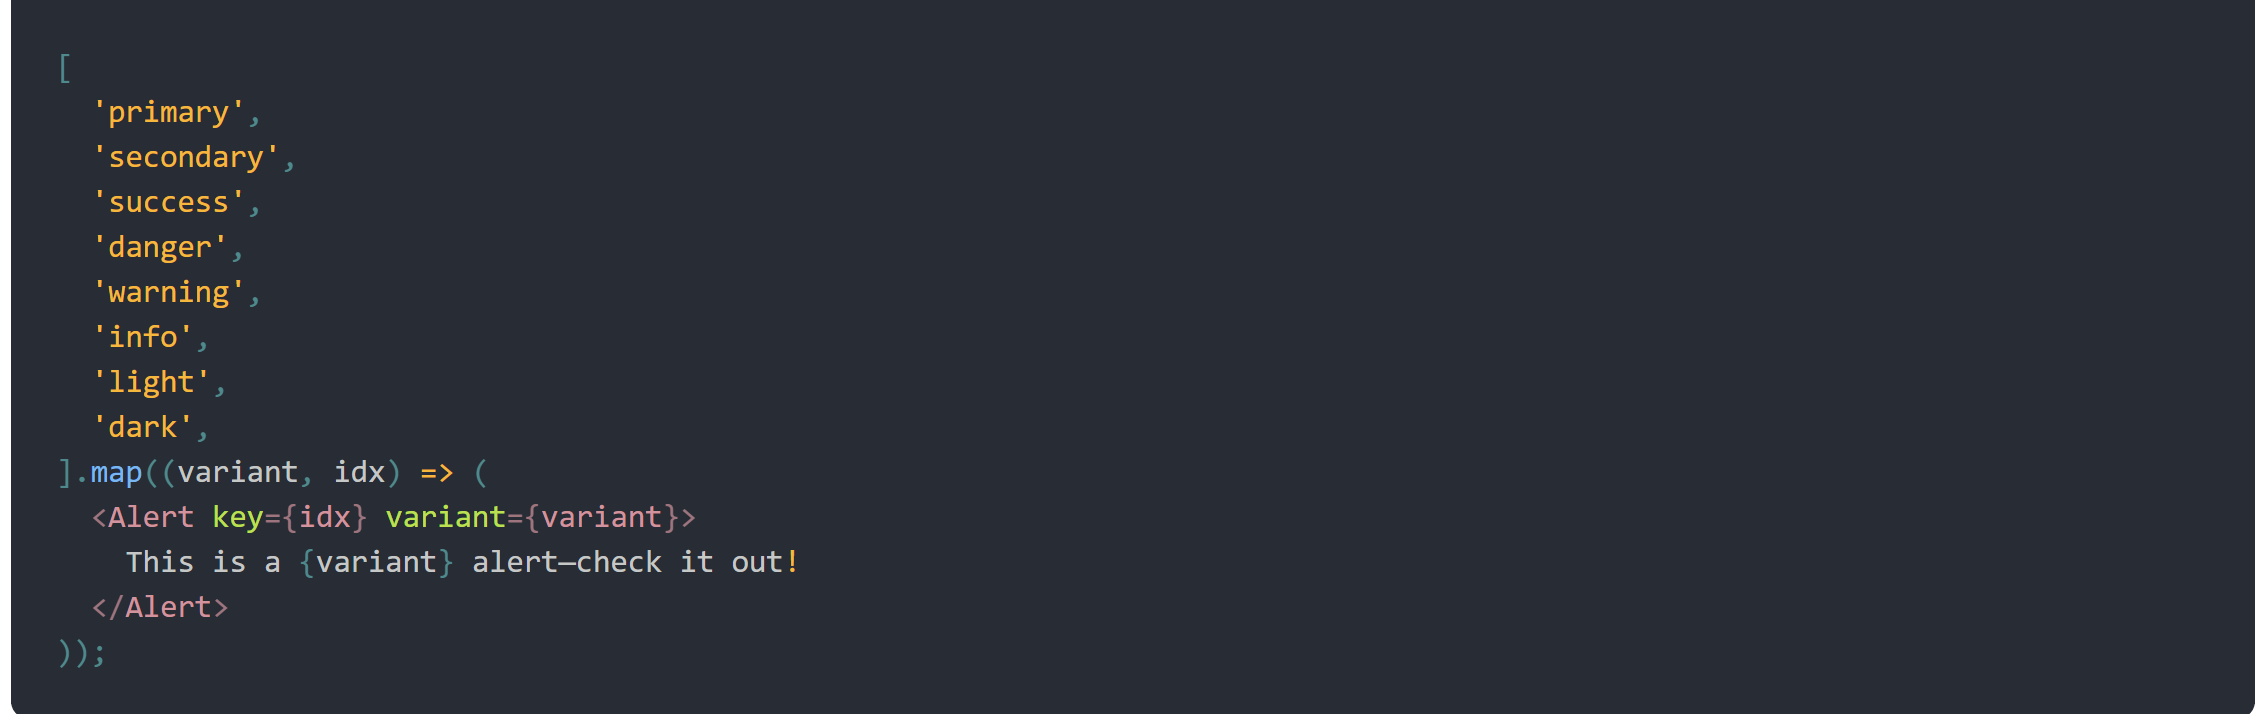 [
  'primary',
  'secondary',
  'success',
  'danger',
  'warning',
  'info',
  'light',
  'dark',
].map((variant, idx) => (
  <Alert key={idx} variant={variant}>
    This is a {variant} alert—check it out!
  </Alert>
));